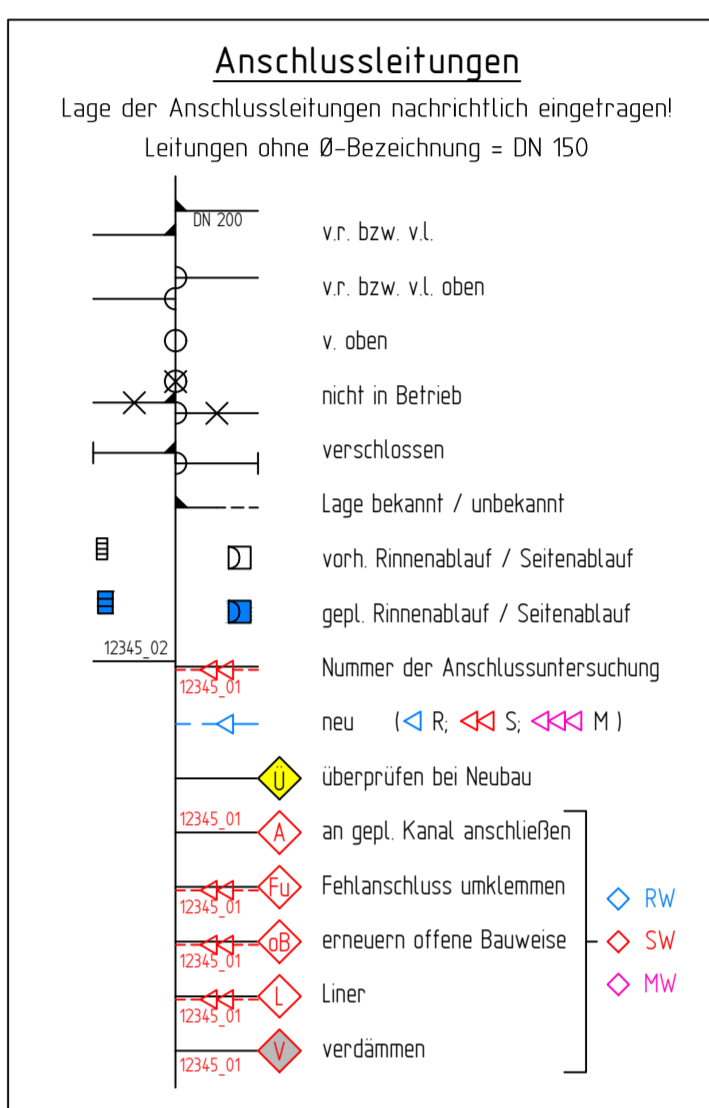 Anschlussleitungen
Lage der Anschlussleitungen nachrichtlich eingetragen!
Leitungen ohne Ø-Bezeichnung = DN 150
DN 200
v.r. bzw. v.l.
v.r. bzw. v.l. oben
v. oben
nicht in Betrieb
verschlossen
Lage bekannt / unbekannt
vorh. Rinnenablauf / Seitenablauf
gepl. Rinnenablauf / Seitenablauf
12345_02
12345_01 Nummer der Anschlussuntersuchung
neu ( R; S; M )
Ü überprüfen bei Neubau
12345_01 A an gepl. Kanal anschließen
12345_01 Fu Fehlanschluss umklemmen
12345_01 oB erneuern offene Bauweise
12345_01 L Liner
12345_01 V verdämmen
RW
SW
MW